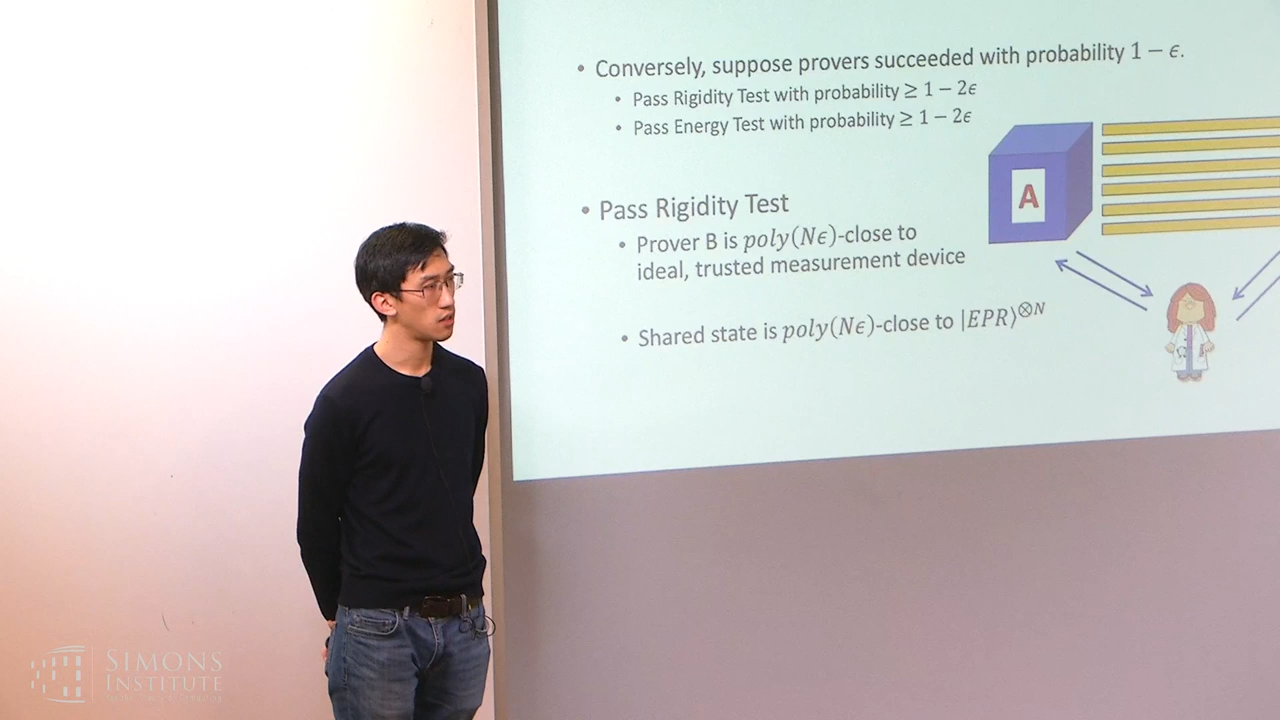 • Conversely, suppose provers succeeded with probability 1 − ϵ.
• Pass Rigidity Test with probability ≥ 1 − 2ϵ
• Pass Energy Test with probability ≥ 1 − 2ϵ
A
• Pass Rigidity Test
• Prover B is poly(Nϵ)-close to
ideal, trusted measurement device
• Shared state is poly(Nϵ)-close to |EPR⟩⊗N
SIMONS
INSTITUTE